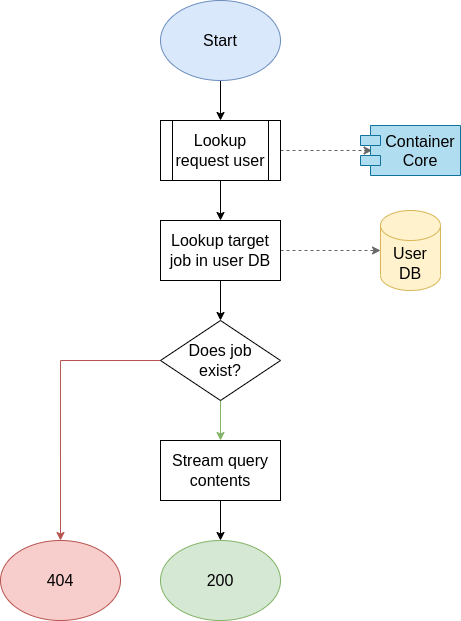 Start
Lookup
request user
Container
Core
Lookup target
job in user DB
User
DB
Does job
exist?
Stream query
contents
404
200